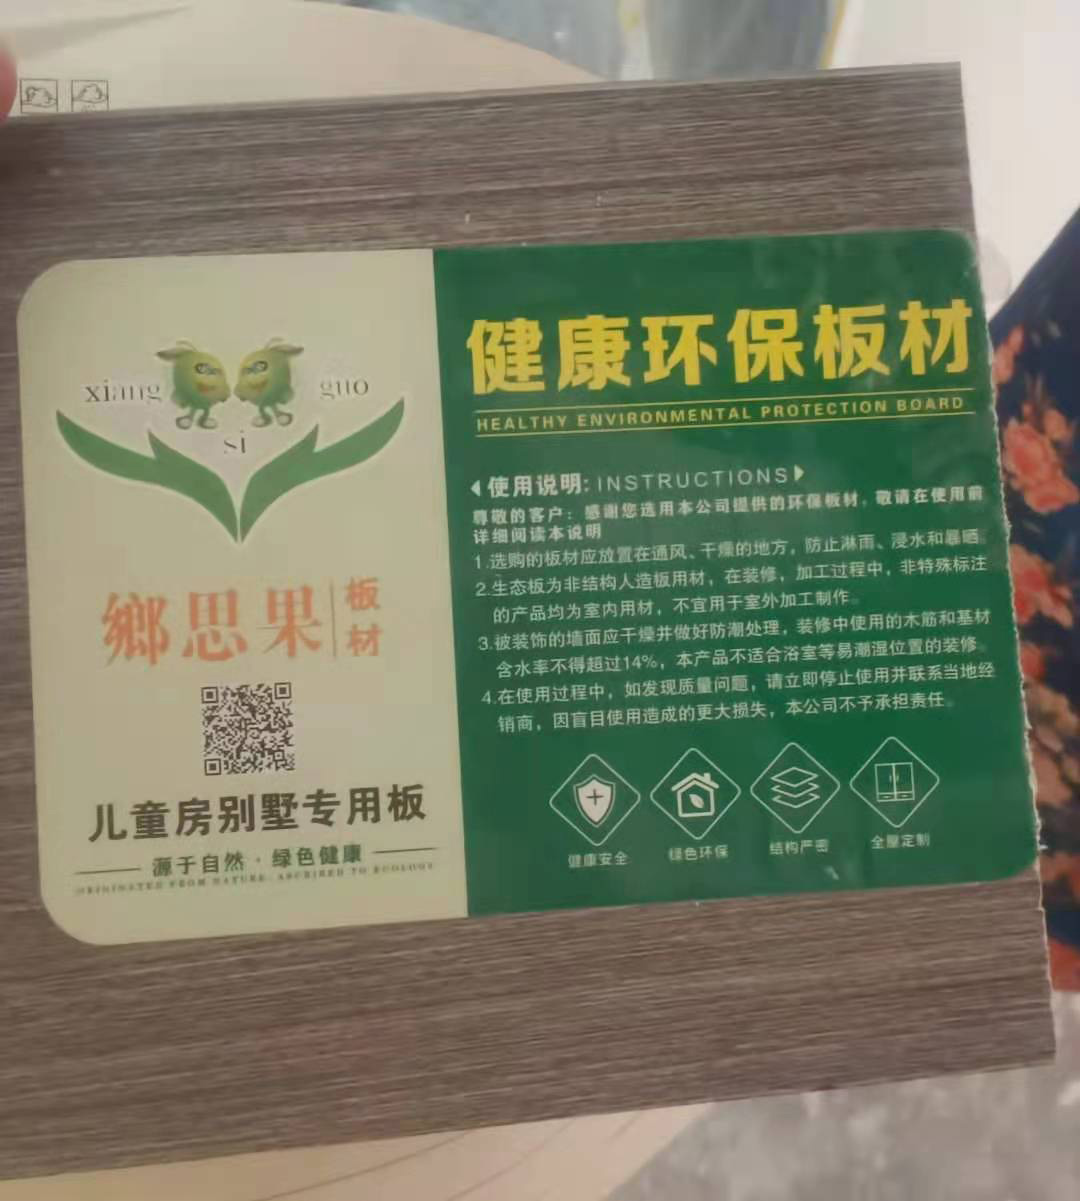 xiang guo
si
鄉思果
板材
儿童房别墅专用板
源于自然·绿色健康
ORIGINATED FROM NATURE, ASCRIBED TO ECOLOGY
健康环保板材
HEALTHY ENVIRONMENTAL PROTECTION BOARD
使用说明:INSTRUCTIONS
尊敬的客户：感谢您选用本公司提供的环保板材，敬请在使用前
详细阅读本说明
1.选购的板材应放置在通风、干燥的地方，防止淋雨、浸水和暴晒。
2.生态板为非结构人造板用材，在装修，加工过程中，非特殊标注
的产品均为室内用材，不宜用于室外加工制作。
3.被装饰的墙面应干燥并做好防潮处理，装修中使用的木筋和基材
含水率不得超过14%，本产品不适合浴室等易潮湿位置的装修。
4.在使用过程中，如发现质量问题，请立即停止使用并联系当地经
销商，因盲目使用造成的更大损失，本公司不予承担责任。
健康安全
绿色环保
结构严密
全屋定制